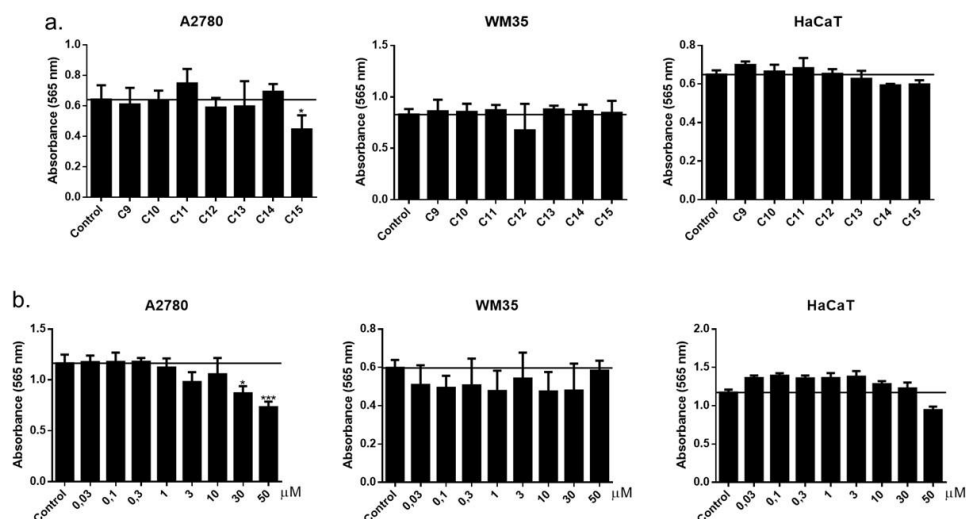 a.
A2780
Absorbance (565 nm)
1.0
0.8
0.6
0.4
0.2
0.0
*
Control C9 C10 C11 C12 C13 C14 C15
WM35
Absorbance (565 nm)
1.5
1.0
0.5
0.0
Control C9 C10 C11 C12 C13 C14 C15
HaCaT
Absorbance (565 nm)
0.8
0.6
0.4
0.2
0.0
Control C9 C10 C11 C12 C13 C14 C15
b.
A2780
Absorbance (565 nm)
1.5
1.0
0.5
0.0
*
***
Control 0,03 0,1 0,3 1 3 10 30 50 μM
WM35
Absorbance (565 nm)
0.8
0.6
0.4
0.2
0.0
Control 0,03 0,1 0,3 1 3 10 30 50 μM
HaCaT
Absorbance (565 nm)
2.0
1.5
1.0
0.5
0.0
Control 0,03 0,1 0,3 1 3 10 30 50 μM